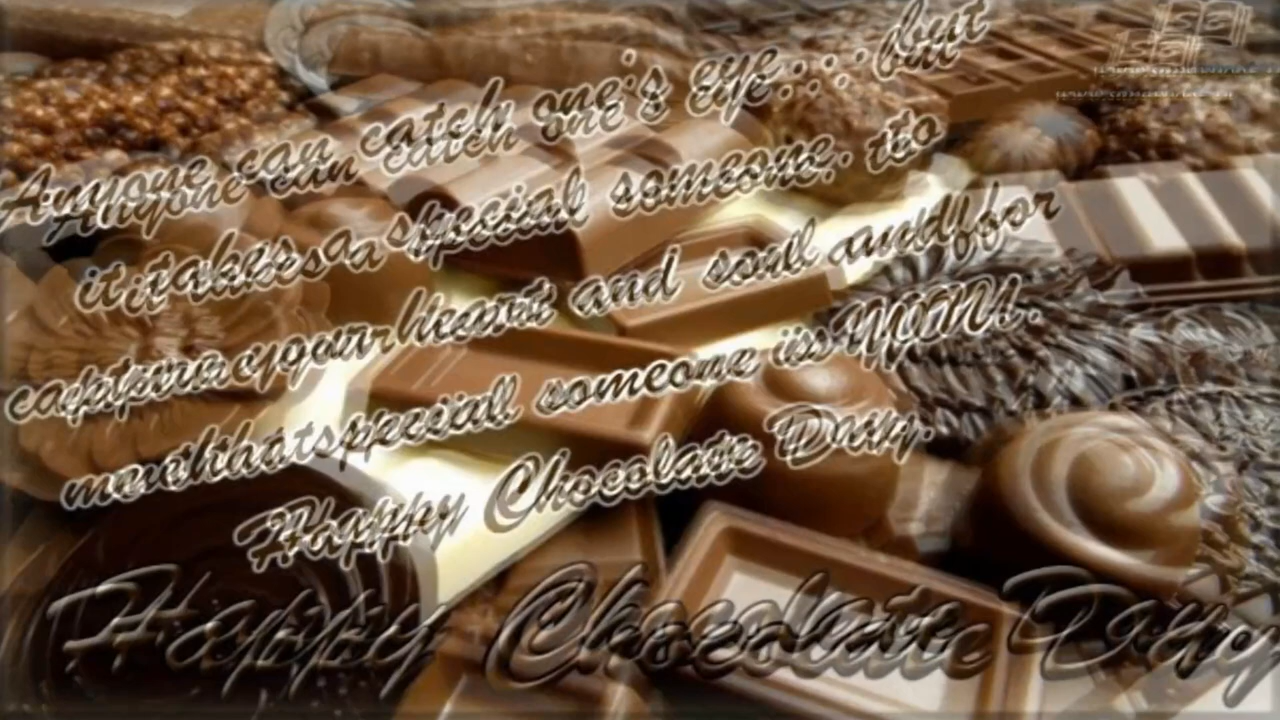 Anyone can catch one's eye... but
it takes a special someone. to
capture your heart and soul and for
me that special someone is YOU!.
Happy Chocolate Day.
Happy Chocolate Day